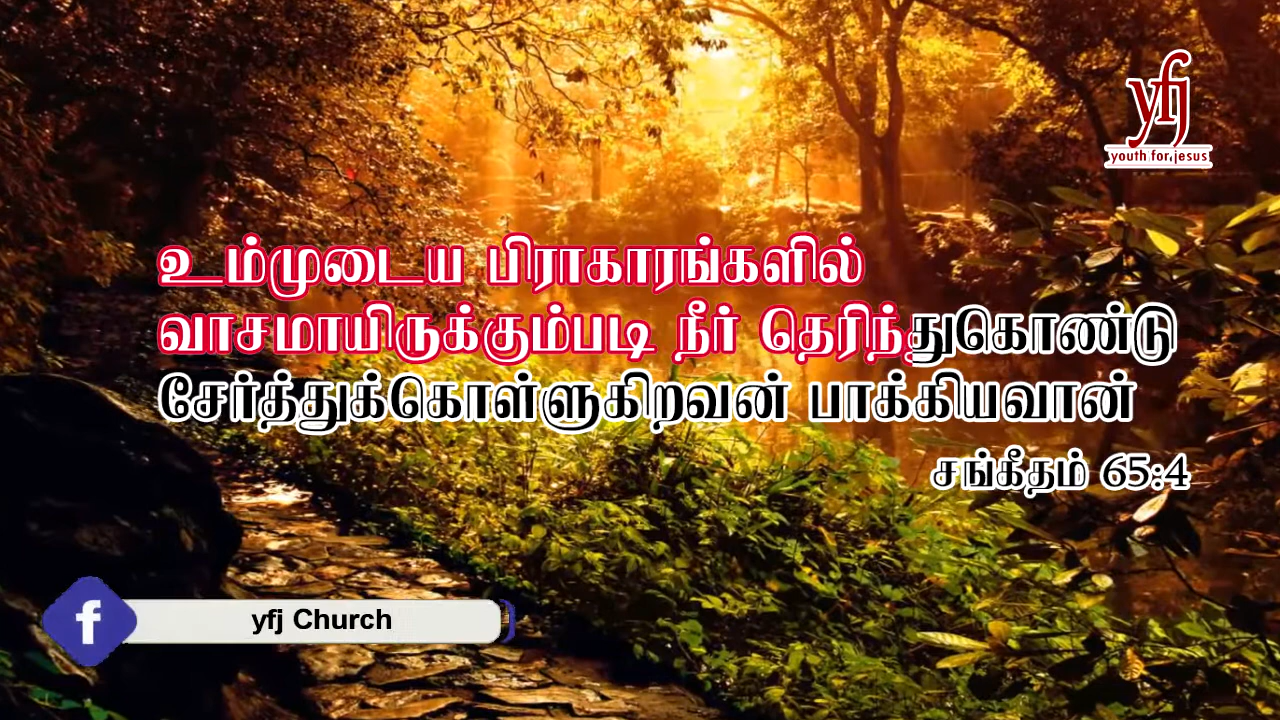 yfj
youth for jesus
உம்முடைய பிராகாரங்களில்
வாசமாயிருக்கும்படி நீர் தெரிந்துகொண்டு
சேர்த்துக்கொள்ளுகிறவன் பாக்கியவான்
சங்கீதம் 65:4
f
yfj Church